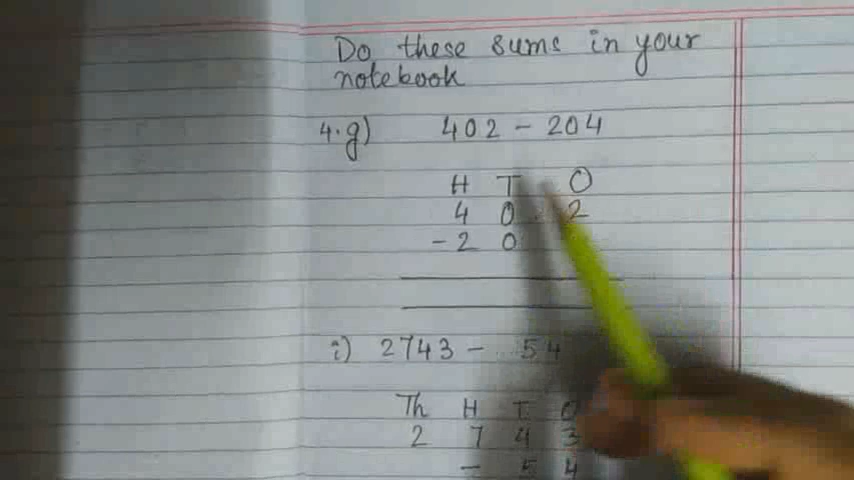 Do these sums in your
notebook
4.g) 402 - 204
H T O
4 0 2
- 2 0
i) 2743 - 54
Th H T O
2 7 4 3
- 5 4